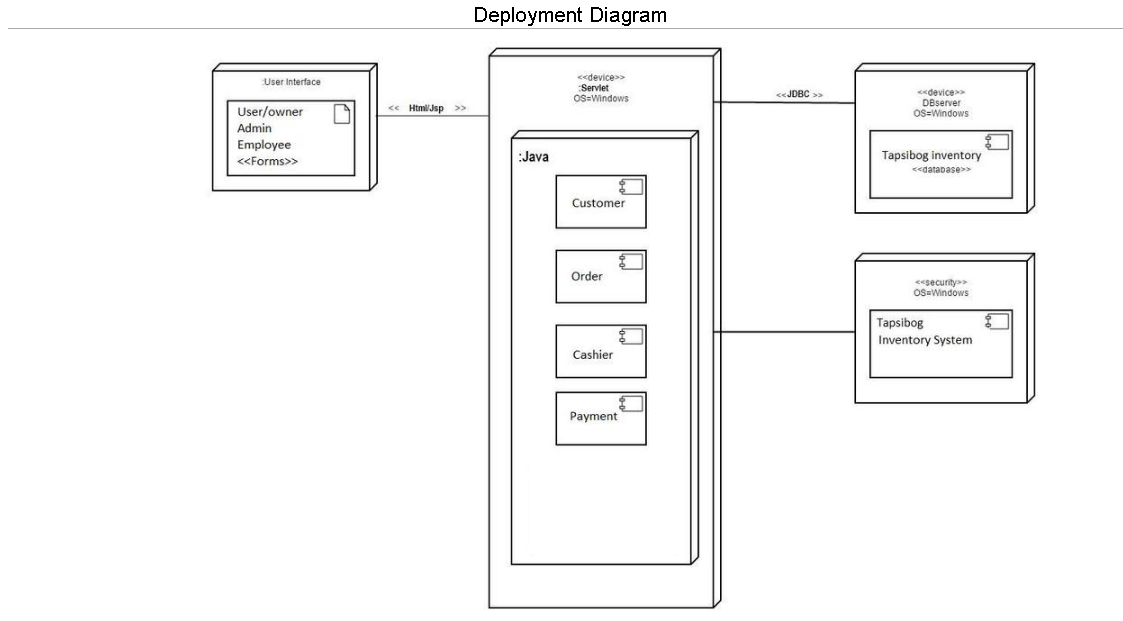 Deployment Diagram
:User Interface
User/owner
Admin
Employee
<<Forms>>
<< Html/Jsp >>
<<device>>
:Servlet
OS=Windows
:Java
Customer
Order
Cashier
Payment
<<JDBC >>
<<device>>
DBserver
OS=Windows
Tapsibog inventory
<<database>>
<<security>>
OS=Windows
Tapsibog
Inventory System